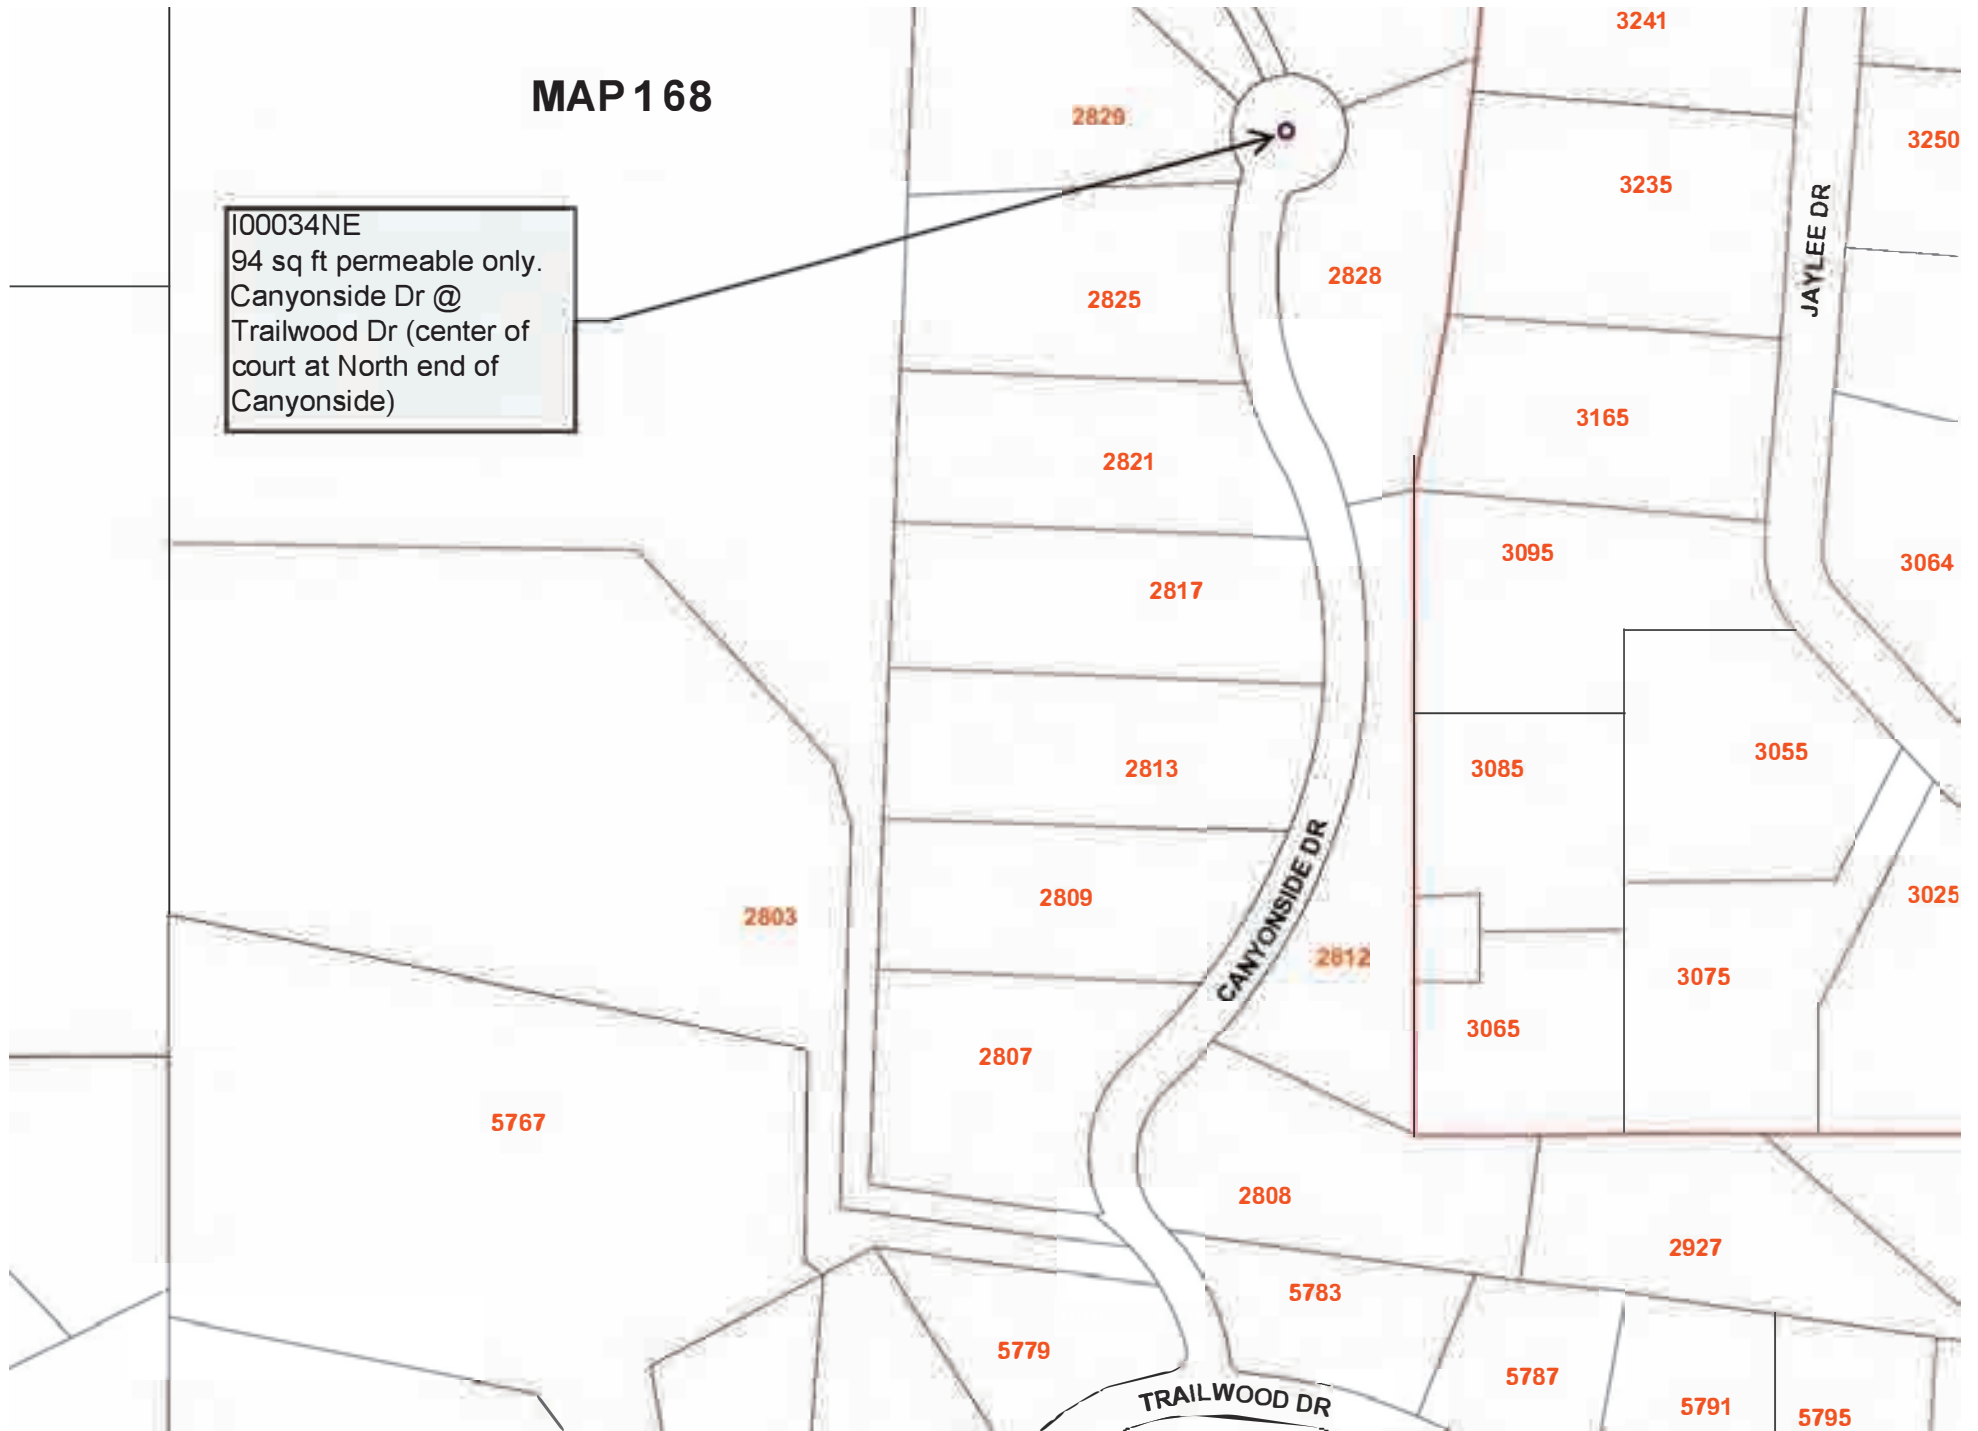 3241
MAP 168
2829
3250
3235
JAYLEE DR
I00034NE
94 sq ft permeable only.
Canyonside Dr @
Trailwood Dr (center of
court at North end of
Canyonside)
2828
2825
3165
2821
3095
3064
2817
3055
2813
3085
CANYONSIDE DR
2809
3025
2803
2812
3075
3065
2807
5767
2808
2927
5783
5779
5787
TRAILWOOD DR
5791
5795